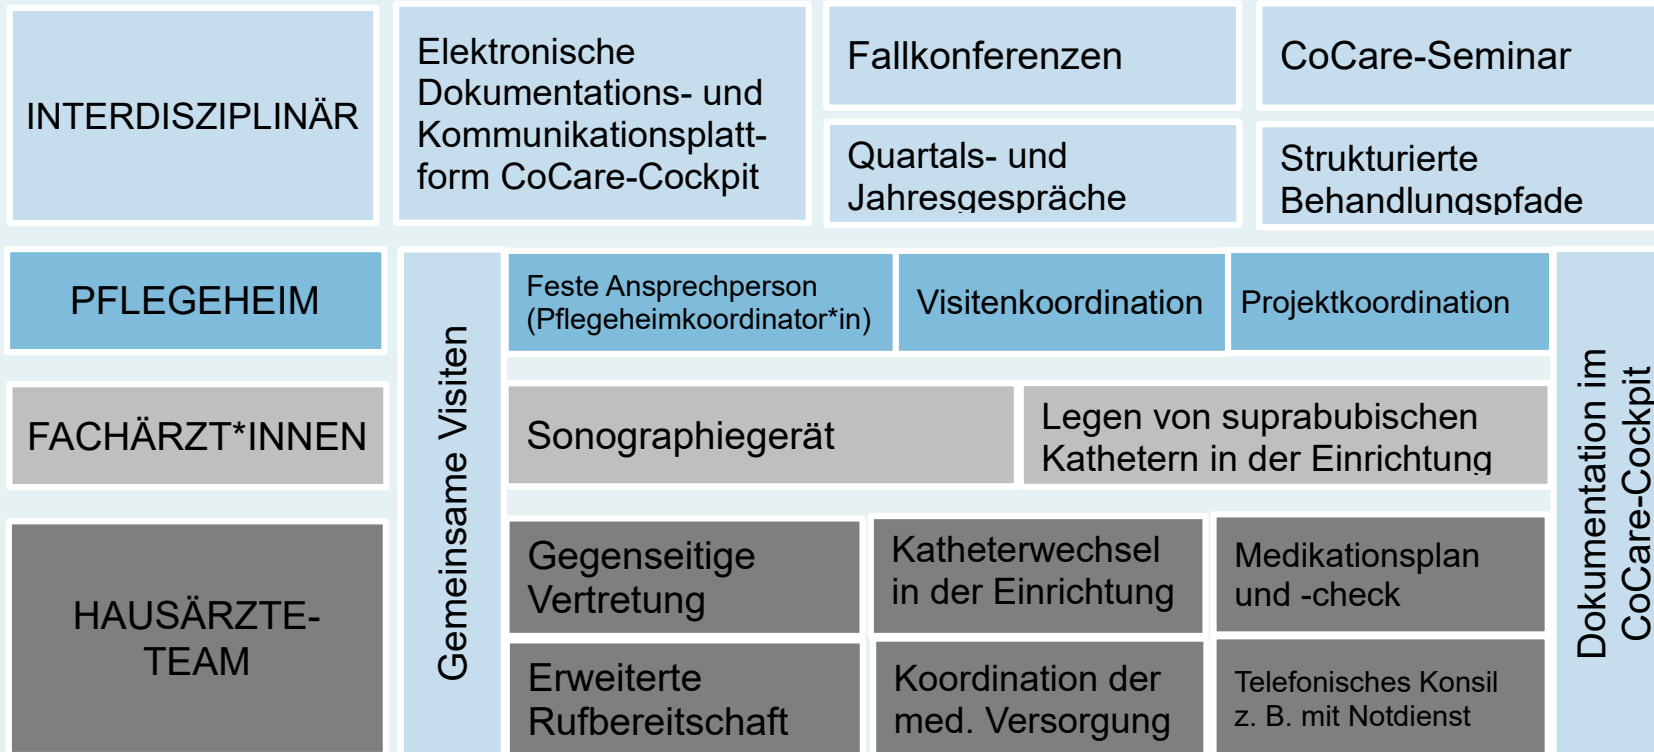 INTERDISZIPLINÄR
Elektronische
Dokumentations- und
Kommunikationsplatt-
form CoCare-Cockpit
Fallkonferenzen
CoCare-Seminar
Quartals- und
Jahresgespräche
Strukturierte
Behandlungspfade
PFLEGEHEIM
Gemeinsame Visiten
Feste Ansprechperson
(Pflegeheimkoordinator*in)
Visitenkoordination
Projektkoordination
Dokumentation im
CoCare-Cockpit
FACHÄRZT*INNEN
Sonographiegerät
Legen von suprabubischen
Kathetern in der Einrichtung
HAUSÄRZTE-
TEAM
Gegenseitige
Vertretung
Katheterwechsel
in der Einrichtung
Medikationsplan
und -check
Erweiterte
Rufbereitschaft
Koordination der
med. Versorgung
Telefonisches Konsil
z. B. mit Notdienst